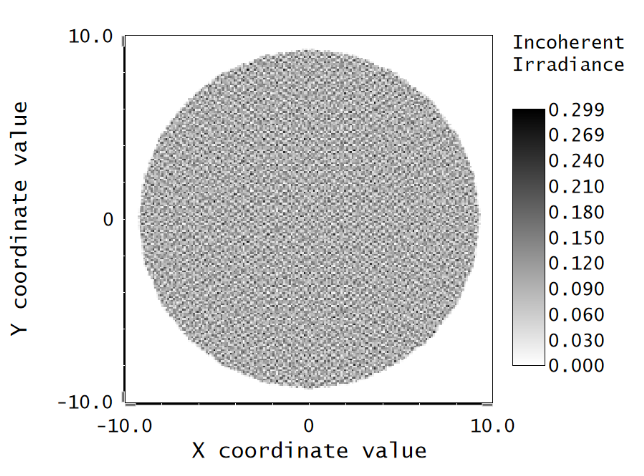 Incoherent
Irradiance
10.0
0
-10.0
Y coordinate value
0.299
0.269
0.240
0.210
0.180
0.150
0.120
0.090
0.060
0.030
0.000
-10.0 0 10.0
X coordinate value